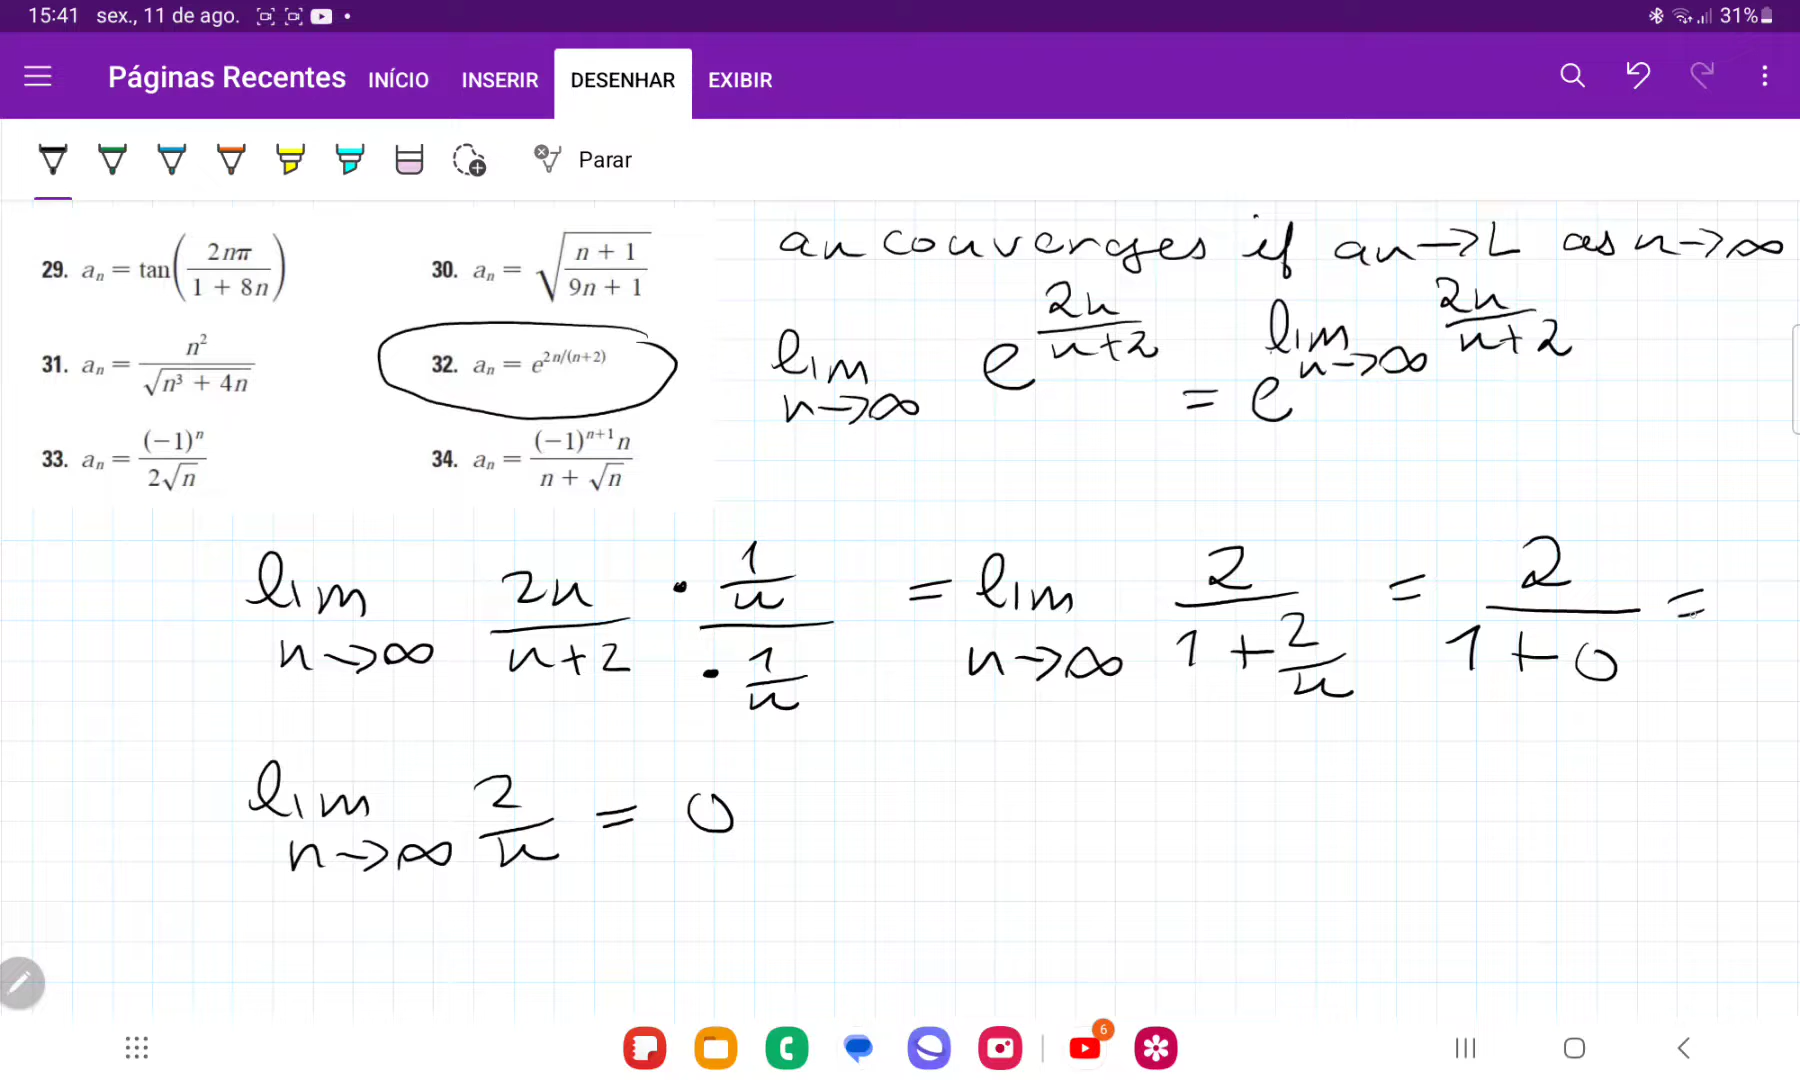 15:41 sex., 11 de ago. 31%
Páginas Recentes INÍCIO INSERIR DESENHAR EXIBIR
Parar
29. aₙ = tan(2nπ / (1 + 8n)) 30. aₙ = √((n + 1) / (9n + 1))
31. aₙ = n² / √(n³ + 4n) 32. aₙ = e^(2n/(n+2))
33. aₙ = (−1)ⁿ / (2√n) 34. aₙ = (−1)ⁿ⁺¹n / (n + √n)
an converges if an → L as n → ∞
lim n→∞ e^(2n/(n+2)) = e^(lim n→∞ 2n/(n+2))
lim n→∞ 2n/(n+2) · (1/n)/(· 1/n) = lim n→∞ 2/(1 + 2/n) = 2/(1+0) =
lim n→∞ 2/n = 0
6